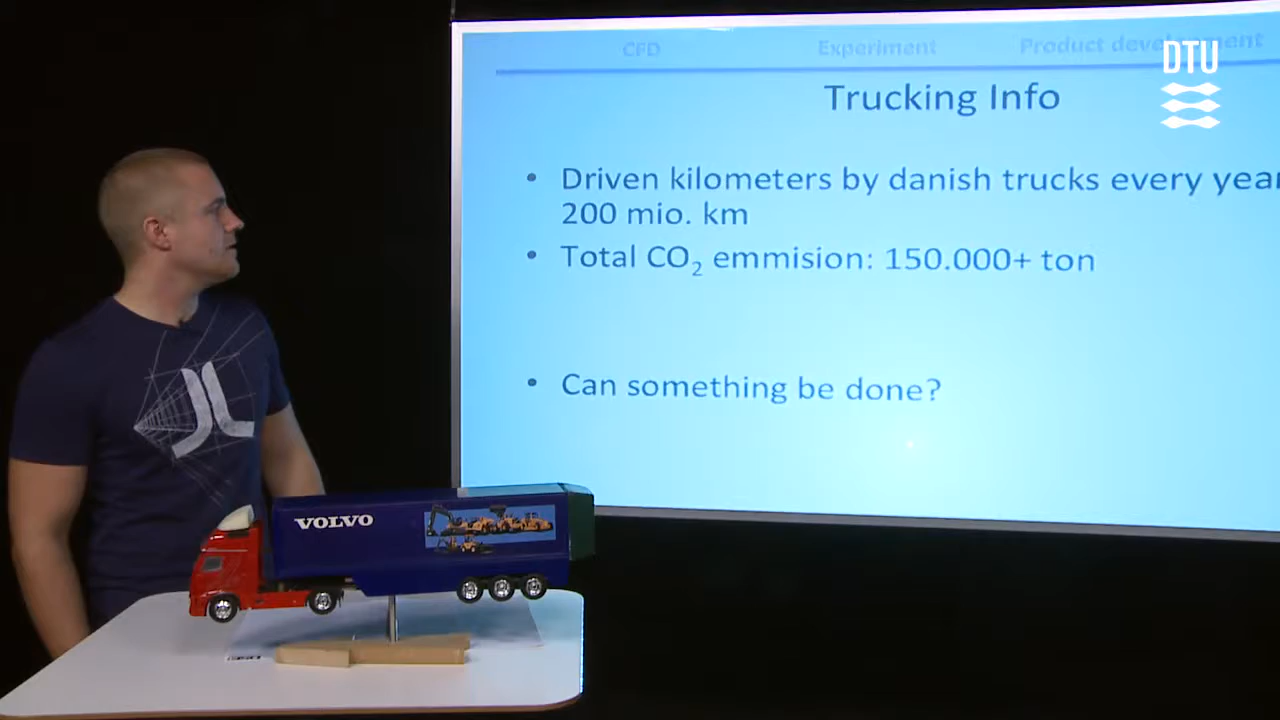 CFD Experiment Product development
DTU
Trucking Info
• Driven kilometers by danish trucks every year
200 mio. km
• Total CO₂ emmision: 150.000+ ton
• Can something be done?
VOLVO